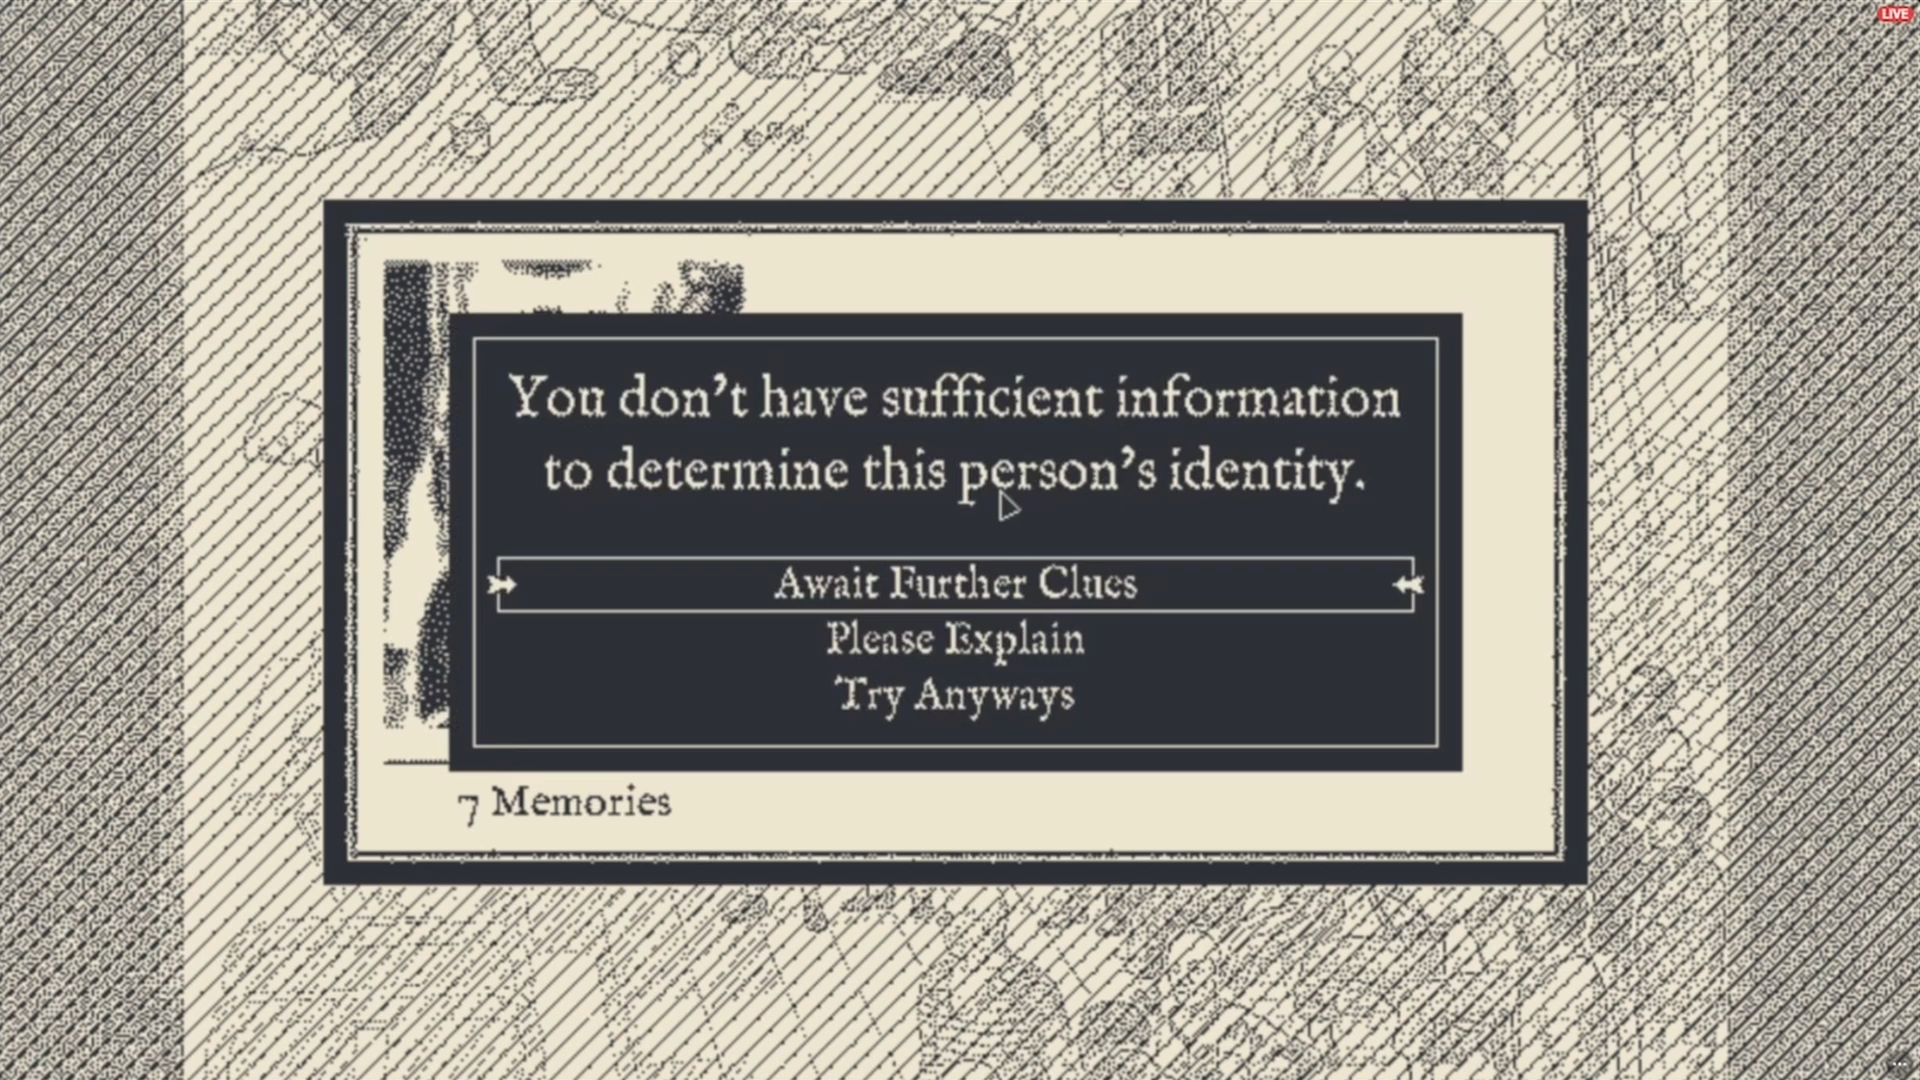 LIVE
You don't have sufficient information
to determine this person's identity.
Await Further Clues
Please Explain
Try Anyways
7 Memories